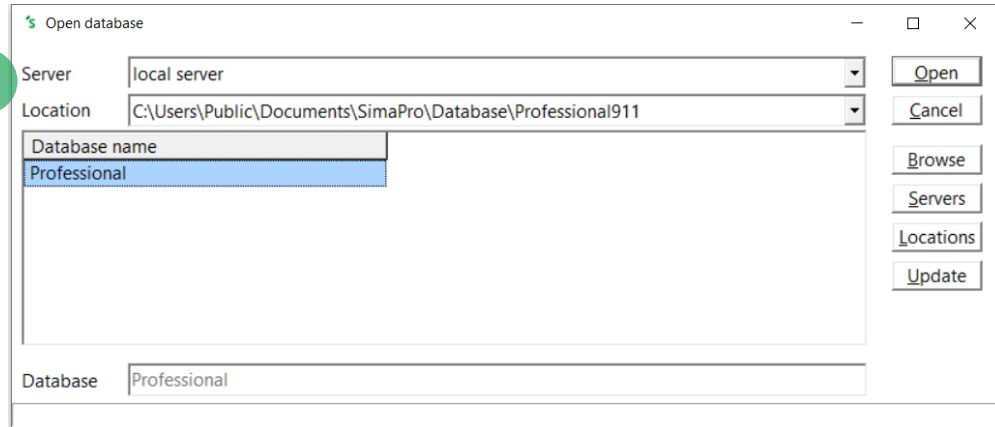 Open database
Server local server Open
Location C:\Users\Public\Documents\SimaPro\Database\Professional911 Cancel
Database name
Professional
Browse
Servers
Locations
Update
Database Professional